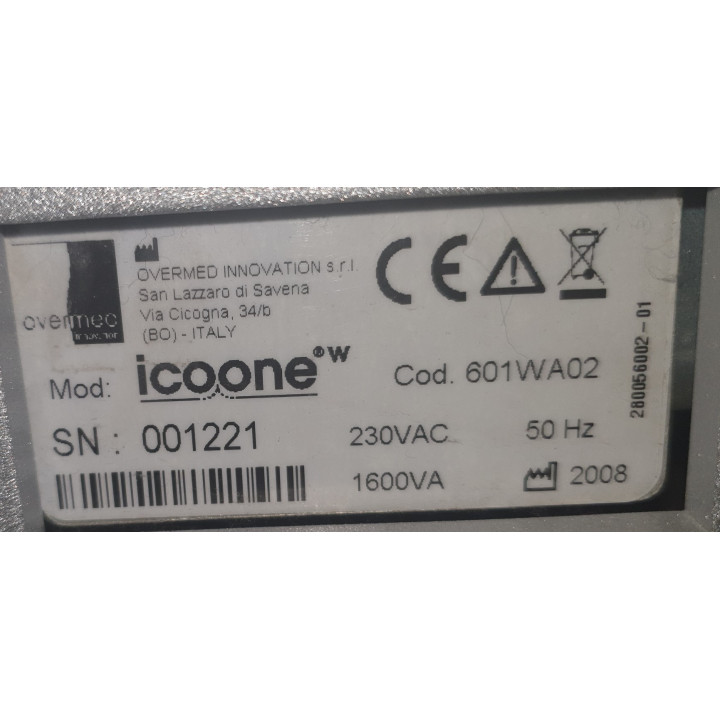 overmed
OVERMED INNOVATION s.r.l.
San Lazzaro di Savena
Via Cicogna, 34/b
(BO) - ITALY
CE
Mod: icoone®W
Cod. 601WA02
SN : 001221
230VAC
50 Hz
1600VA
2008
280056002-01